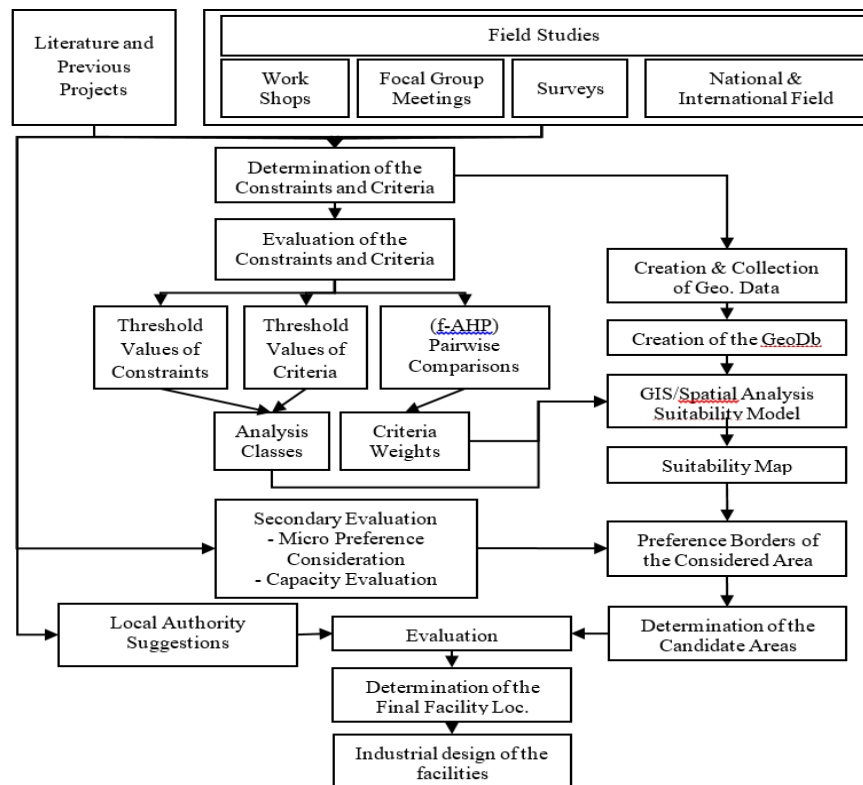 Literature and
Previous
Projects
Field Studies
Work
Shops
Focal Group
Meetings
Surveys
National &
International Field
Determination of the
Constraints and Criteria
Evaluation of the
Constraints and Criteria
Creation & Collection
of Geo. Data
Threshold
Values of
Constraints
Threshold
Values of
Criteria
(f-AHP)
Pairwise
Comparisons
Creation of the GeoDb
GIS/Spatial Analysis
Suitability Model
Analysis
Classes
Criteria
Weights
Suitability Map
Secondary Evaluation
- Micro Preference
Consideration
- Capacity Evaluation
Preference Borders of
the Considered Area
Local Authority
Suggestions
Evaluation
Determination of the
Candidate Areas
Determination of the
Final Facility Loc.
Industrial design of the
facilities